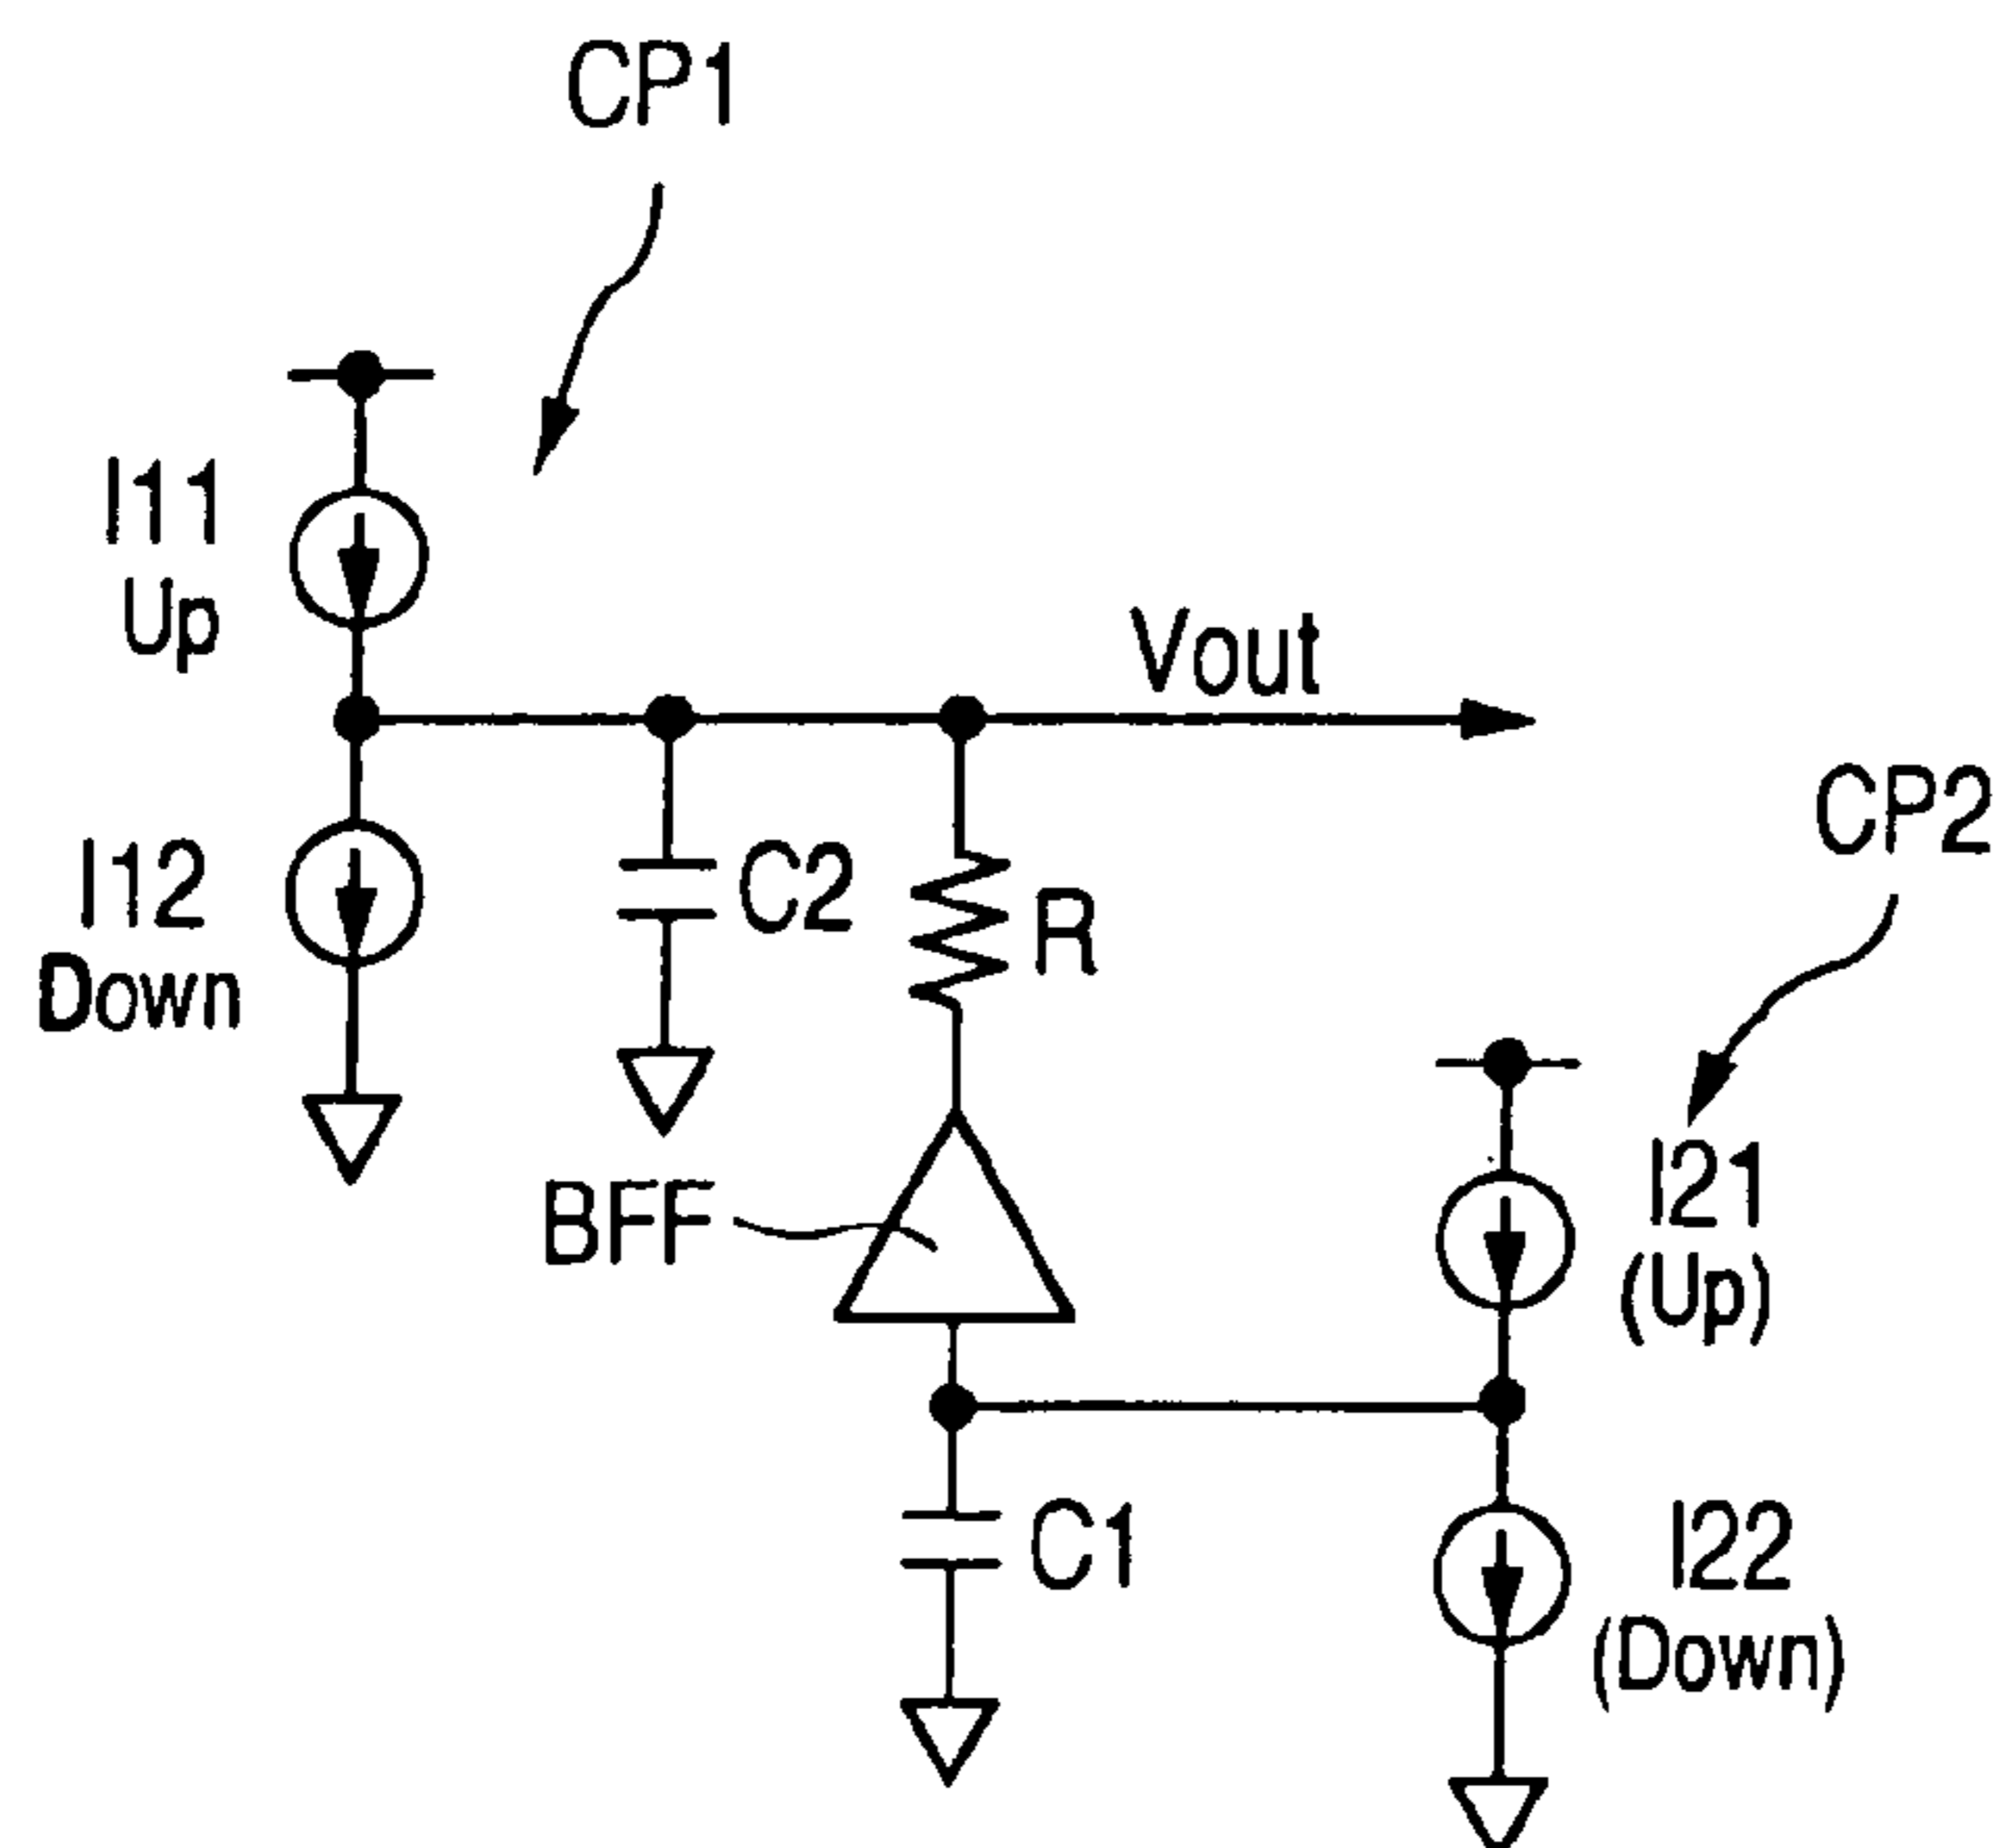 CP1
I11
Up
Vout
CP2
I12
Down
C2
R
BFF
I21
(Up)
C1
I22
(Down)